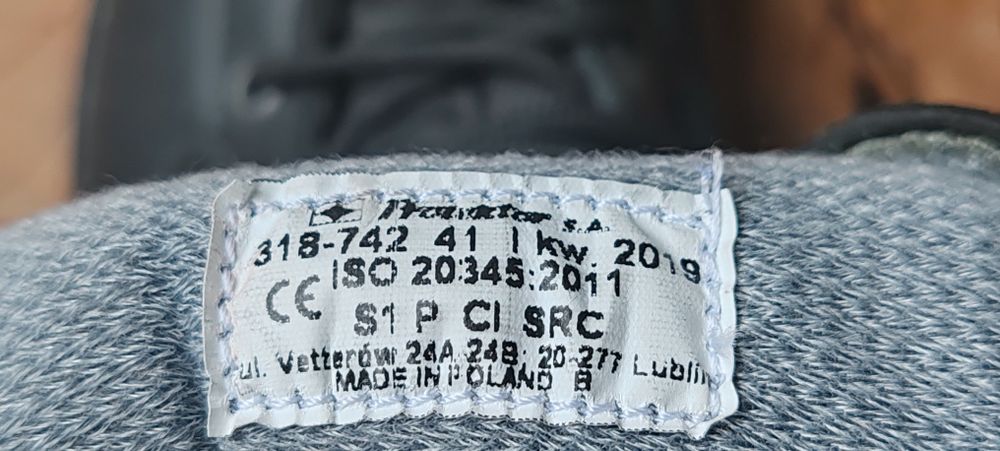 S.A.
318-742 41 I kw. 2019
CE ISO 20345:2011
S1 P CI SRC
ul. Vetterów 24A-24B; 20-277 Lublin
MADE IN POLAND B